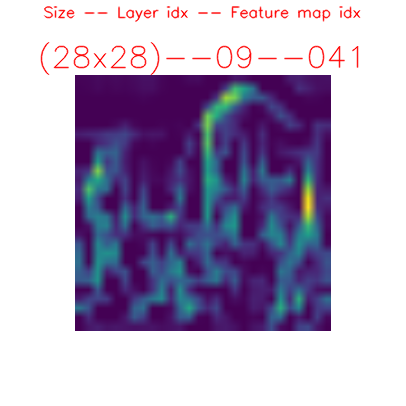 Size -- Layer idx -- Feature map idx
(28x28)--09--041